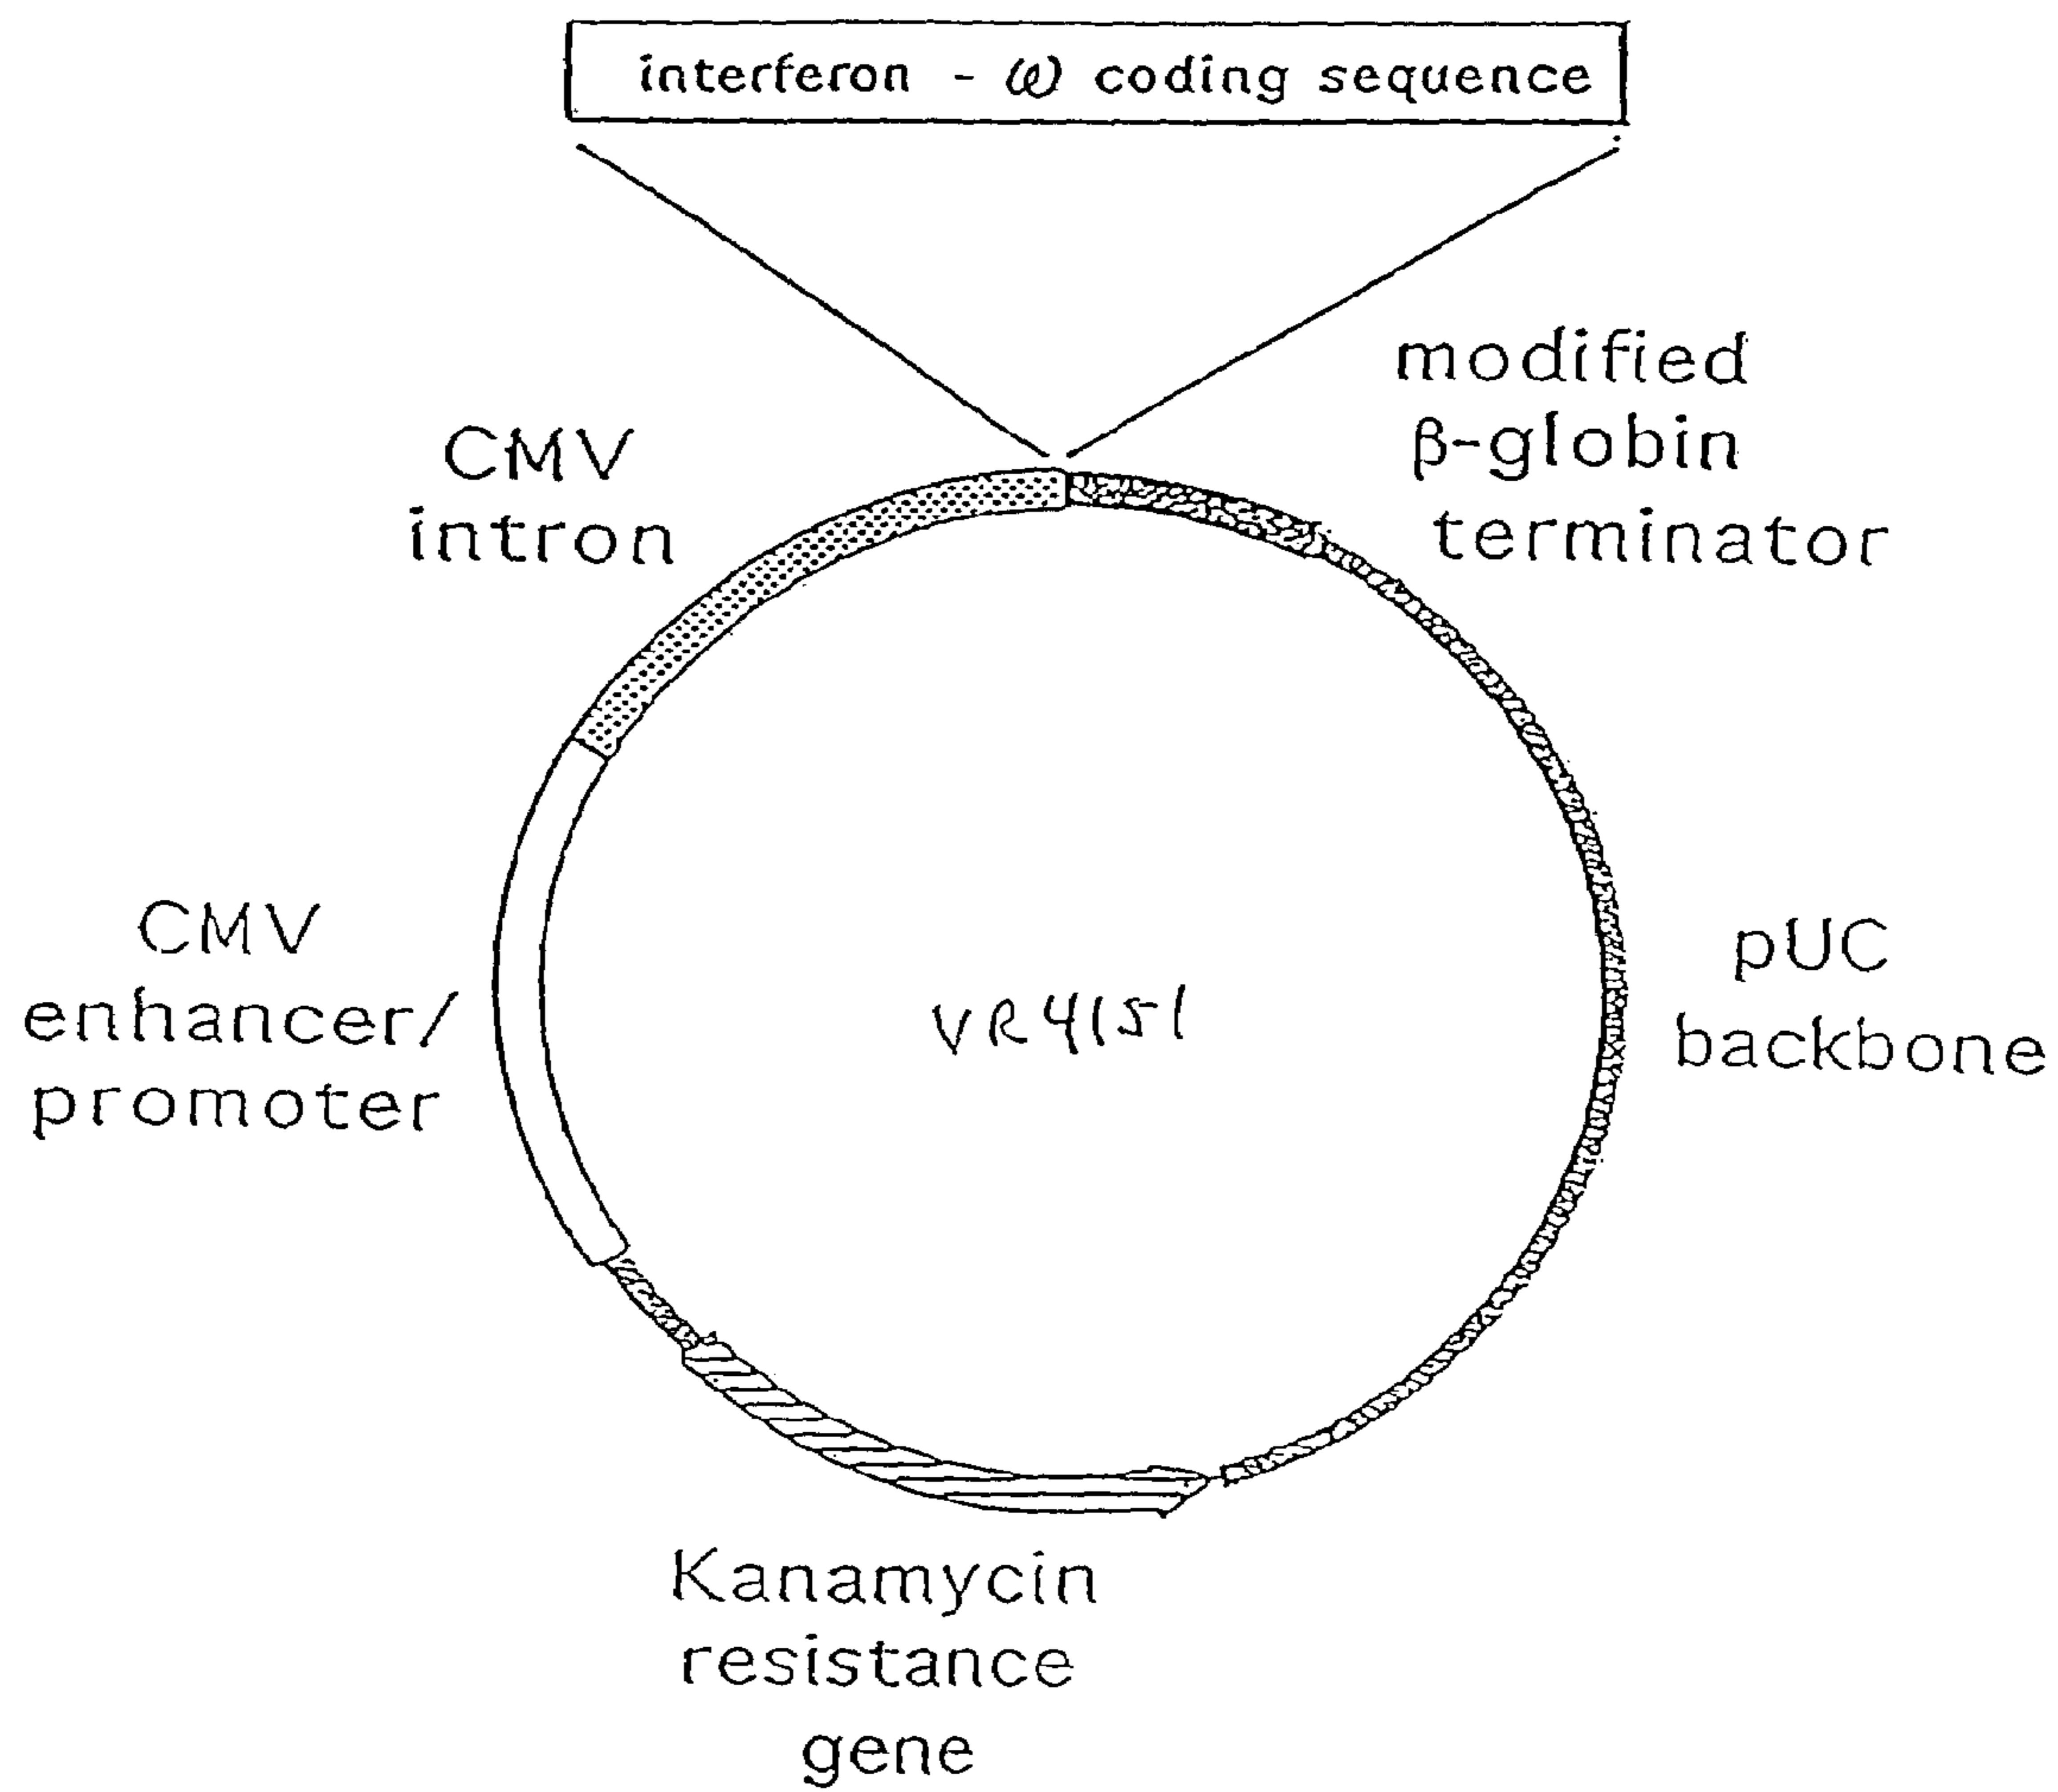 interferon - ω coding sequence
modified
β-globin
terminator
CMV
intron
CMV
enhancer/
promoter
VR4151
pUC
backbone
Kanamycin
resistance
gene